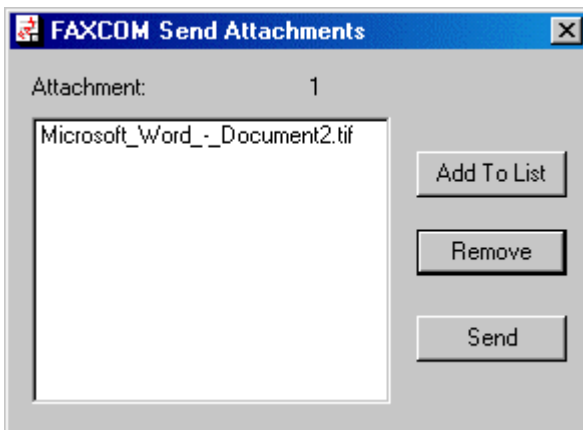 FAXCOM Send Attachments
Attachment: 1
Microsoft_Word_-_Document2.tif
Add To List
Remove
Send